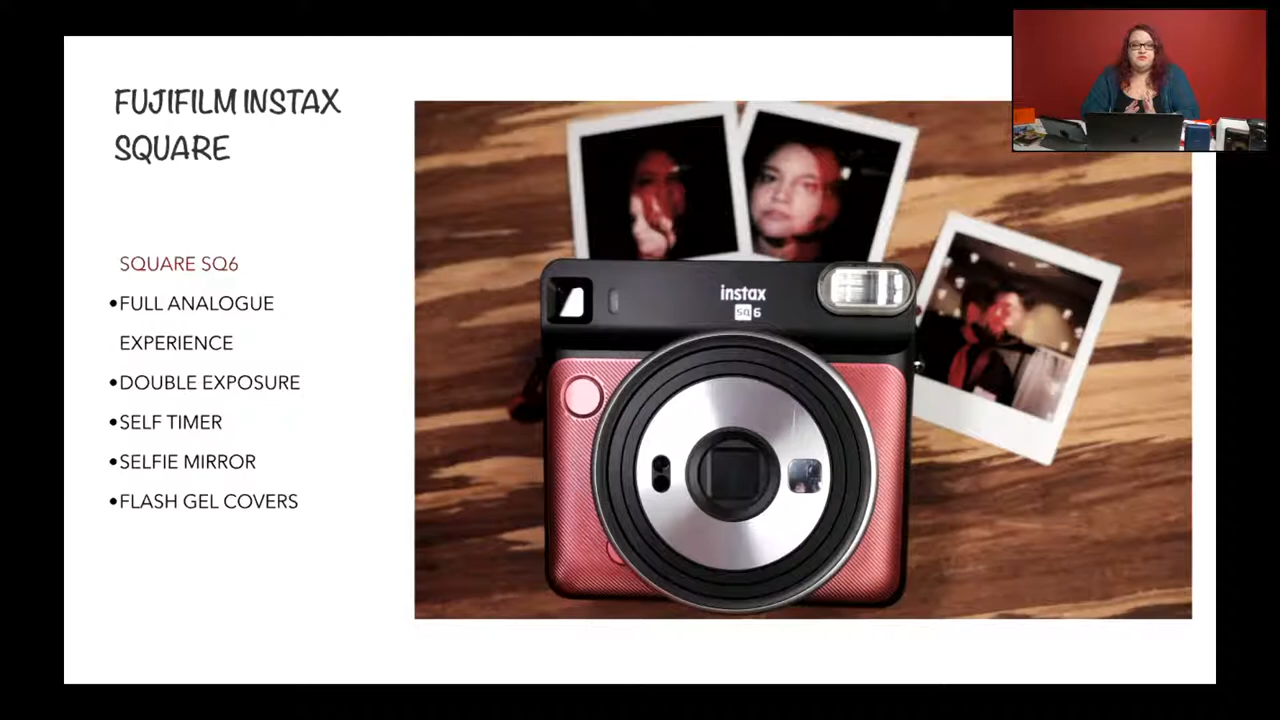 FUJIFILM INSTAX
SQUARE
SQUARE SQ6
•FULL ANALOGUE
EXPERIENCE
•DOUBLE EXPOSURE
•SELF TIMER
•SELFIE MIRROR
•FLASH GEL COVERS
instax
SQ 6